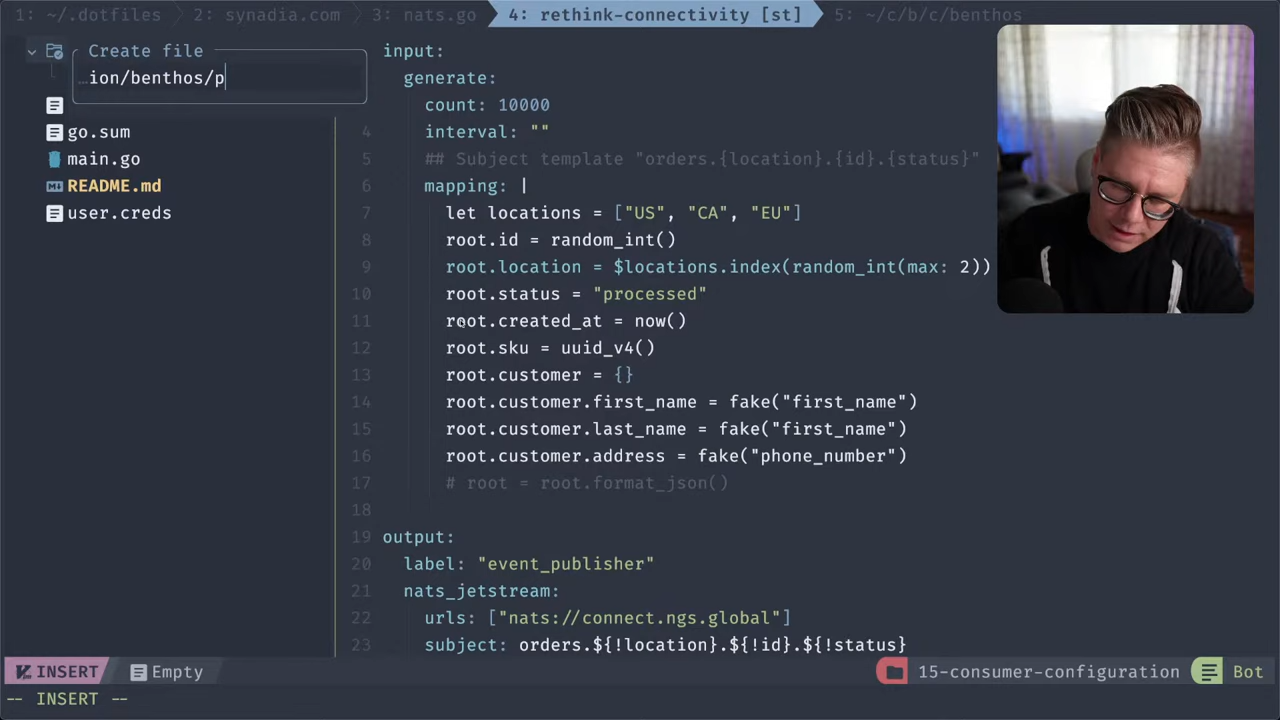 1: ~/.dotfiles 2: synadia.com 3: nats.go 4: rethink-connectivity [st] 5: ~/c/b/c/benthos
Create file
…ion/benthos/p
go.sum
main.go
README.md
user.creds
input:
generate:
count: 10000
4 interval: ""
5 ## Subject template "orders.{location}.{id}.{status}"
6 mapping: |
7 let locations = ["US", "CA", "EU"]
8 root.id = random_int()
9 root.location = $locations.index(random_int(max: 2))
10 root.status = "processed"
11 root.created_at = now()
12 root.sku = uuid_v4()
13 root.customer = {}
14 root.customer.first_name = fake("first_name")
15 root.customer.last_name = fake("first_name")
16 root.customer.address = fake("phone_number")
17 # root = root.format_json()
18
19 output:
20 label: "event_publisher"
21 nats_jetstream:
22 urls: ["nats://connect.ngs.global"]
23 subject: orders.${!location}.${!id}.${!status}
INSERT Empty 15-consumer-configuration Bot
-- INSERT --